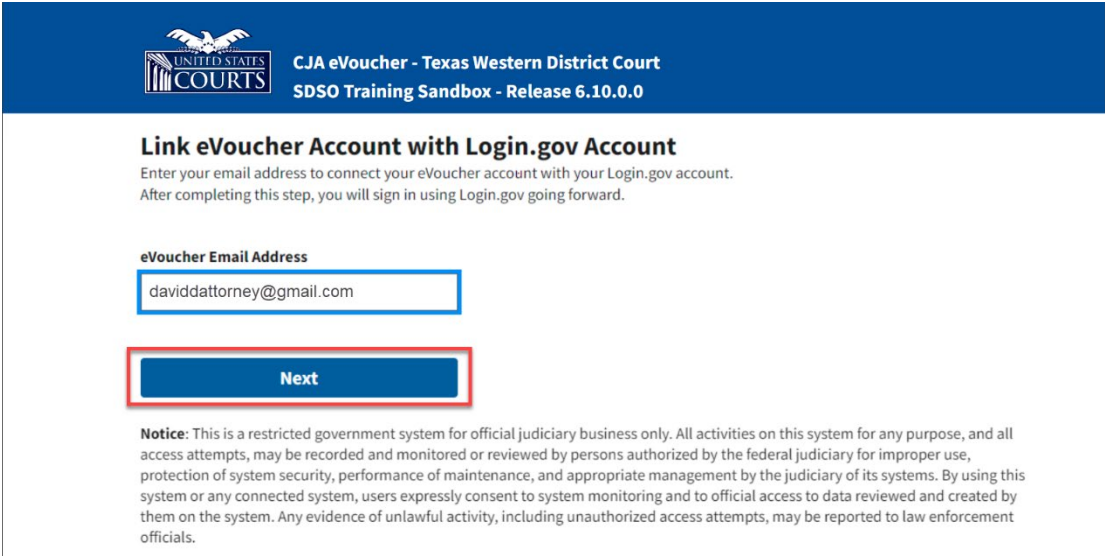 UNITED STATES
COURTS
CJA eVoucher - Texas Western District Court
SDSO Training Sandbox - Release 6.10.0.0
Link eVoucher Account with Login.gov Account
Enter your email address to connect your eVoucher account with your Login.gov account.
After completing this step, you will sign in using Login.gov going forward.
eVoucher Email Address
daviddattorney@gmail.com
Next
Notice: This is a restricted government system for official judiciary business only. All activities on this system for any purpose, and all
access attempts, may be recorded and monitored or reviewed by persons authorized by the federal judiciary for improper use,
protection of system security, performance of maintenance, and appropriate management by the judiciary of its systems. By using this
system or any connected system, users expressly consent to system monitoring and to official access to data reviewed and created by
them on the system. Any evidence of unlawful activity, including unauthorized access attempts, may be reported to law enforcement
officials.